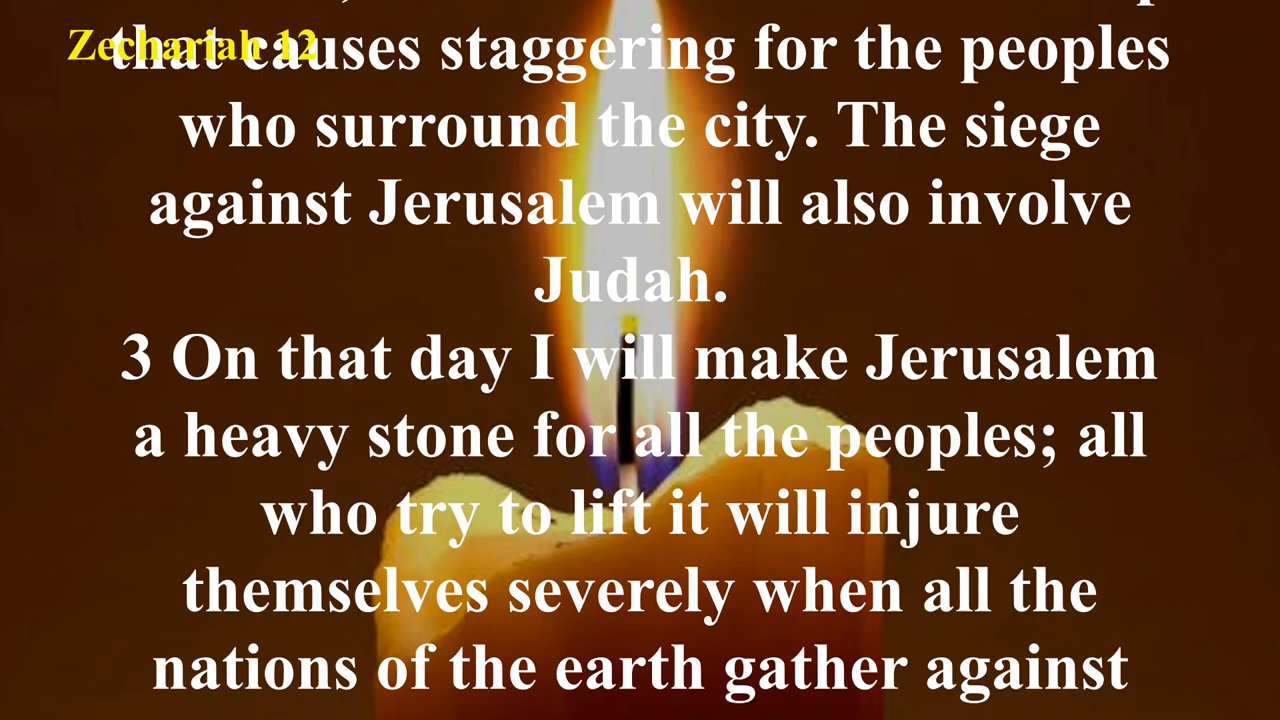 Zechariah 12
that causes staggering for the peoples
who surround the city. The siege
against Jerusalem will also involve
Judah.
3 On that day I will make Jerusalem
a heavy stone for all the peoples; all
who try to lift it will injure
themselves severely when all the
nations of the earth gather against